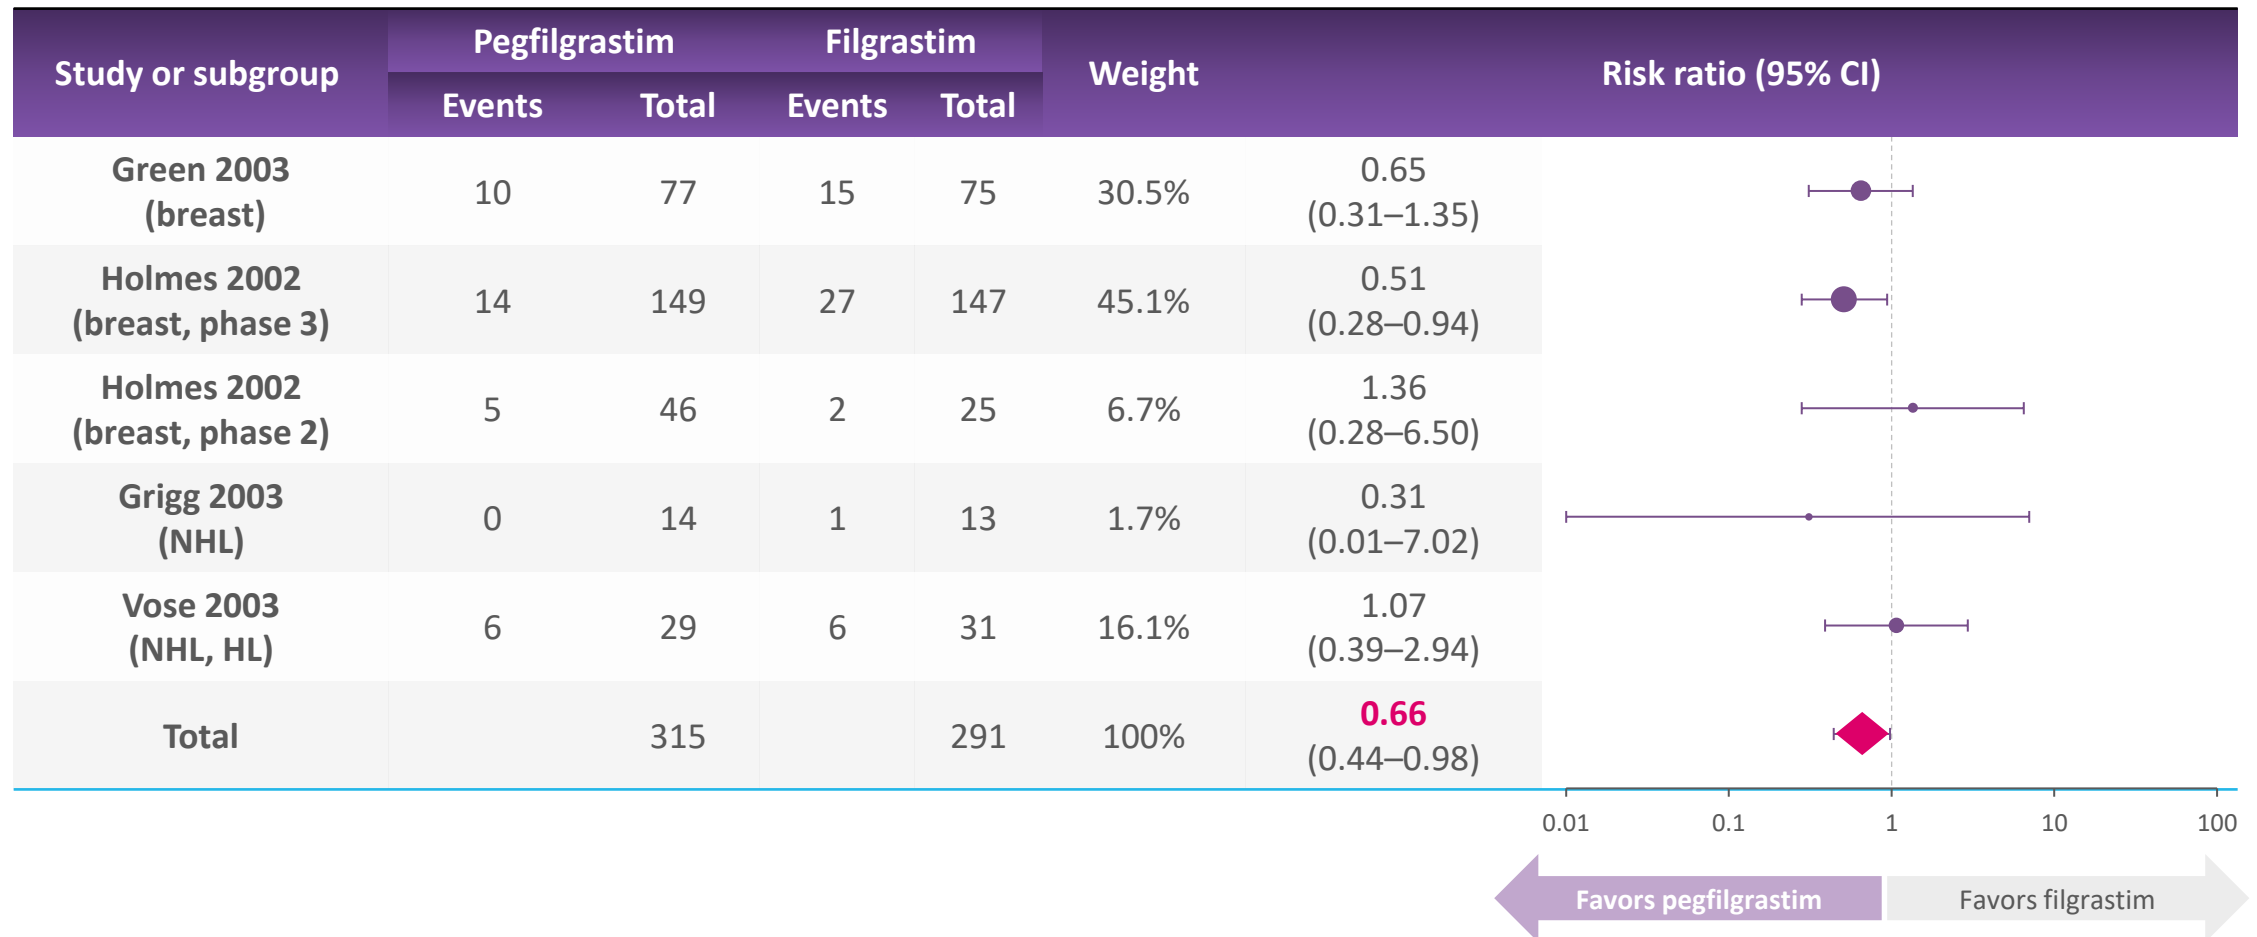 Study or subgroup Pegfilgrastim Filgrastim Weight Risk ratio (95% CI)
Events Total Events Total
Green 2003
(breast) 10 77 15 75 30.5% 0.65
(0.31–1.35)
Holmes 2002
(breast, phase 3) 14 149 27 147 45.1% 0.51
(0.28–0.94)
Holmes 2002
(breast, phase 2) 5 46 2 25 6.7% 1.36
(0.28–6.50)
Grigg 2003
(NHL) 0 14 1 13 1.7% 0.31
(0.01–7.02)
Vose 2003
(NHL, HL) 6 29 6 31 16.1% 1.07
(0.39–2.94)
Total 315 291 100% 0.66
(0.44–0.98)
0.01 0.1 1 10 100
Favors pegfilgrastim Favors filgrastim